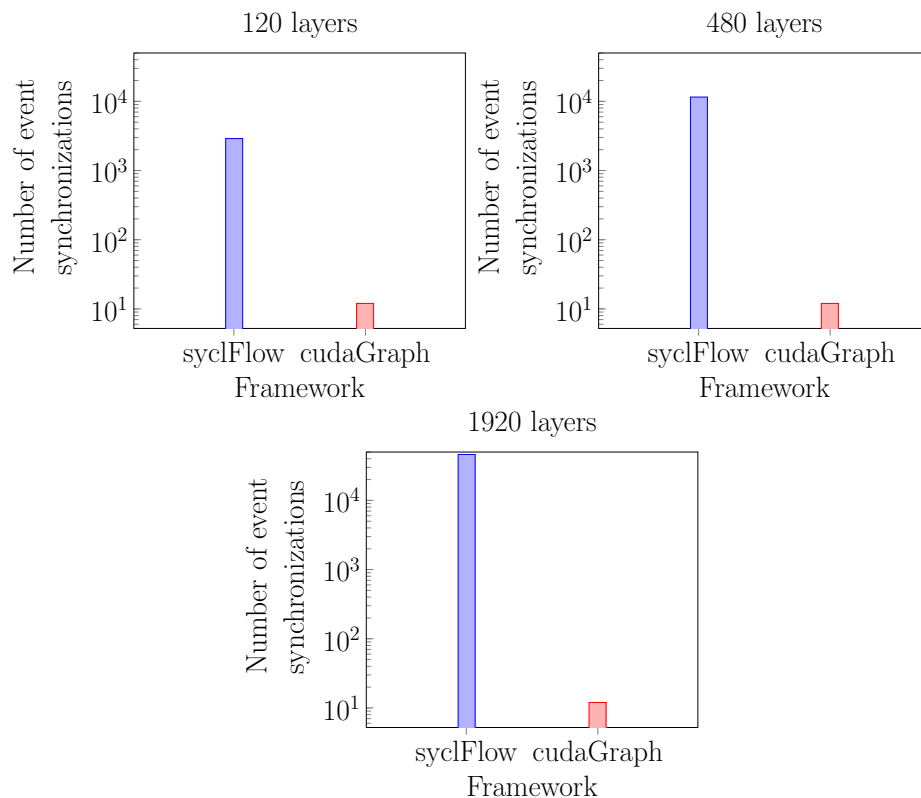 120 layers
Number of event
synchronizations
10^4
10^3
10^2
10^1
syclFlow cudaGraph
Framework
480 layers
Number of event
synchronizations
10^4
10^3
10^2
10^1
syclFlow cudaGraph
Framework
1920 layers
Number of event
synchronizations
10^4
10^3
10^2
10^1
syclFlow cudaGraph
Framework